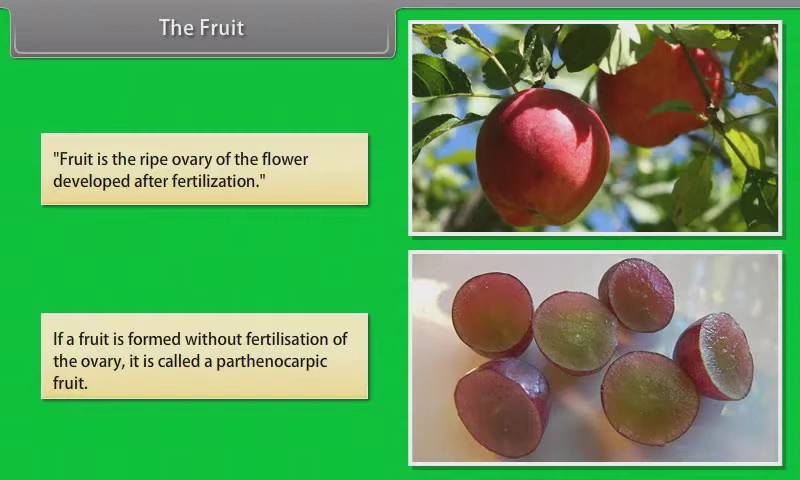 The Fruit
"Fruit is the ripe ovary of the flower
developed after fertilization."
If a fruit is formed without fertilisation of
the ovary, it is called a parthenocarpic
fruit.